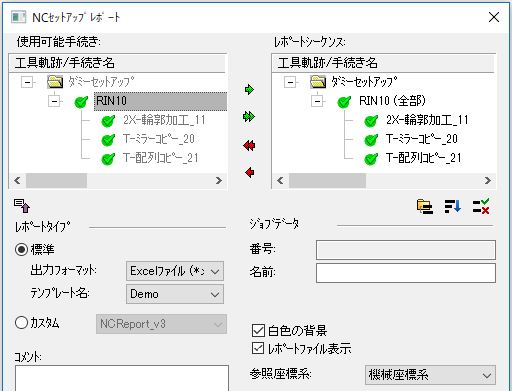 NCｾｯﾄｱｯﾌﾟﾚﾎﾟｰﾄ
使用可能手続き:
工具軌跡/手続き名
ﾀﾞﾐｰｾｯﾄｱｯﾌﾟ
RIN10
2X-輪郭加工_11
T-ﾐﾗｰｺﾋﾟｰ_20
T-配列ｺﾋﾟｰ_21
ﾚﾎﾟｰﾄｼｰｹﾝｽ:
工具軌跡/手続き名
ﾀﾞﾐｰｾｯﾄｱｯﾌﾟ
RIN10 (全部)
2X-輪郭加工_11
T-ﾐﾗｰｺﾋﾟｰ_20
T-配列ｺﾋﾟｰ_21
ﾚﾎﾟｰﾄﾀｲﾌﾟ
標準
出力ﾌｫｰﾏｯﾄ: Excelﾌｧｲﾙ (*.
ﾃﾝﾌﾟﾚｰﾄ名: Demo
ｶｽﾀﾑ NCReport_v3
ｺﾒﾝﾄ:
ｼﾞｮﾌﾞﾃﾞｰﾀ
番号:
名前:
白色の背景
ﾚﾎﾟｰﾄﾌｧｲﾙ表示
参照座標系: 機械座標系